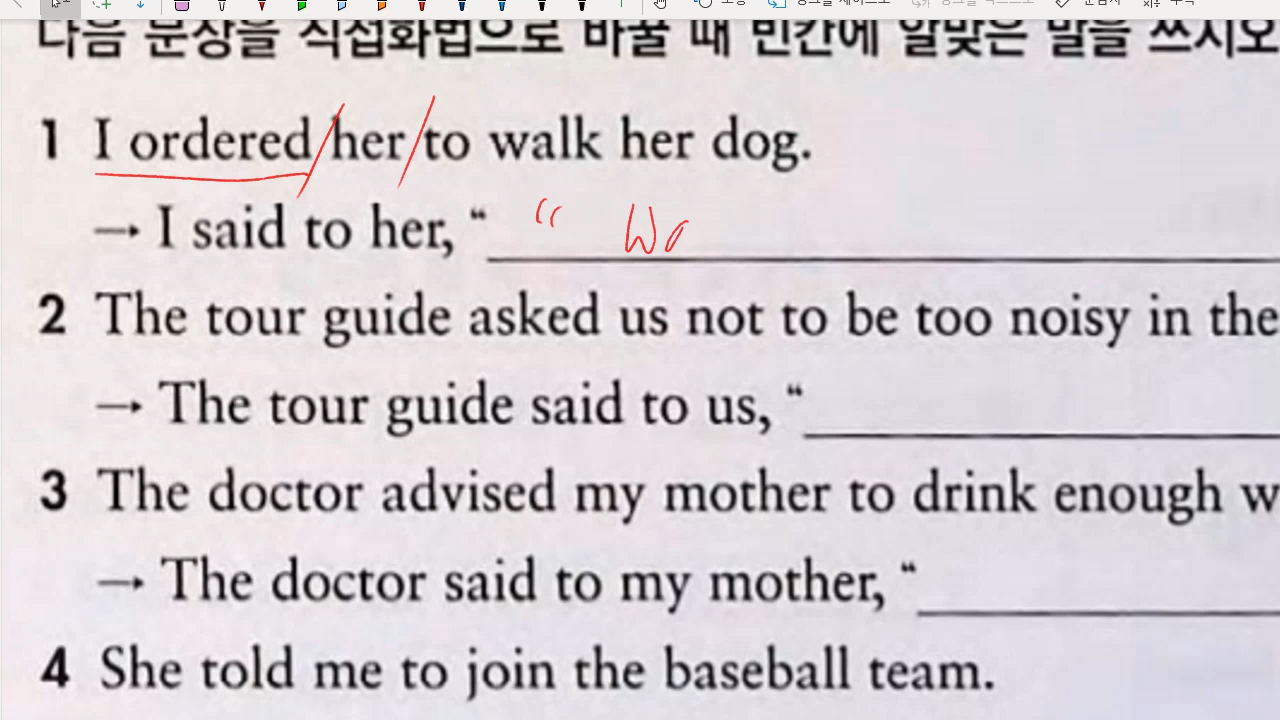 다음 문장을 직접화법으로 바꿀 때 빈칸에 알맞은 말을 쓰시오
1 I ordered her to walk her dog.
→ I said to her, “ “ Wa
2 The tour guide asked us not to be too noisy in the
→ The tour guide said to us, “
3 The doctor advised my mother to drink enough w
→ The doctor said to my mother, “
4 She told me to join the baseball team.